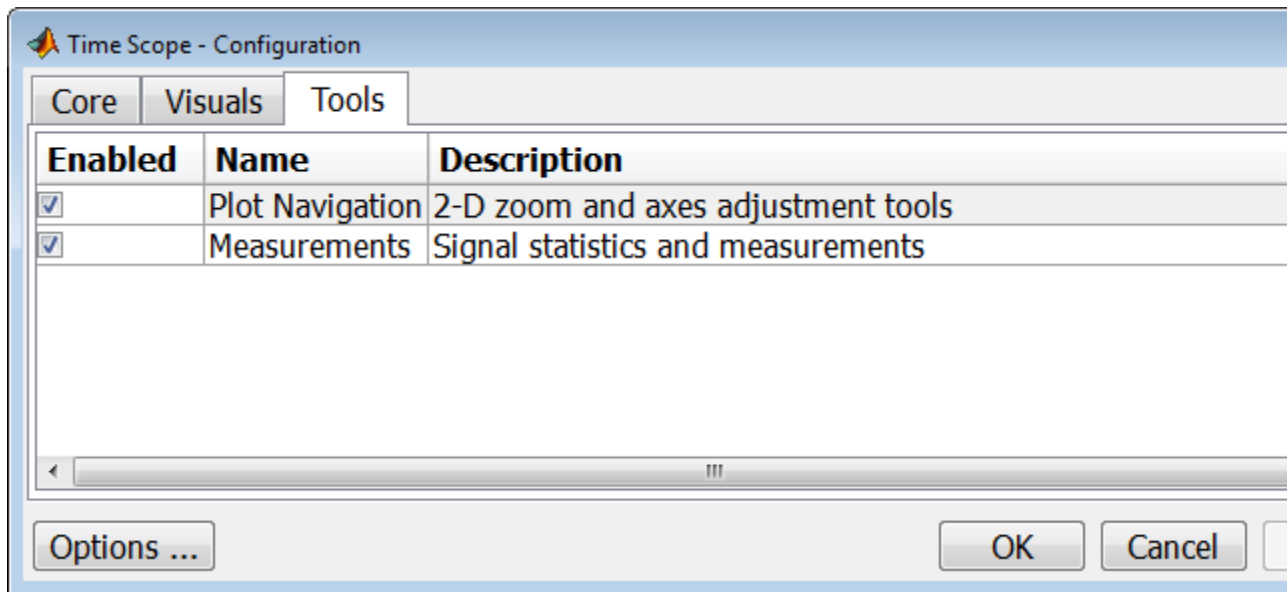 Time Scope - Configuration
Core Visuals Tools
Enabled Name Description
Plot Navigation 2-D zoom and axes adjustment tools
Measurements Signal statistics and measurements
Options ... OK Cancel